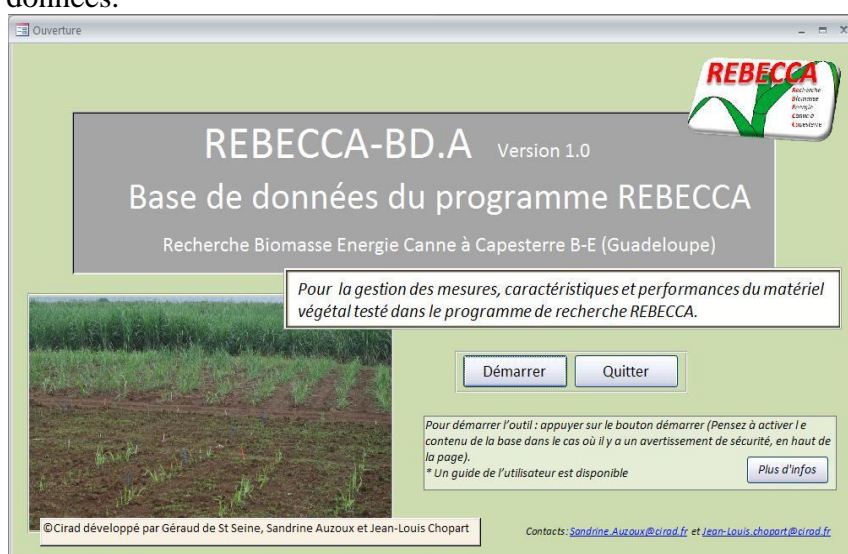 données.
Ouverture
REBECCA
Recherche
Biomasse
Energie
Canne à
Capesterre
REBECCA-BD.A Version 1.0
Base de données du programme REBECCA
Recherche Biomasse Energie Canne à Capesterre B-E (Guadeloupe)
Pour la gestion des mesures, caractéristiques et performances du matériel
végétal testé dans le programme de recherche REBECCA.
Démarrer Quitter
Pour démarrer l'outil : appuyer sur le bouton démarrer (Pensez à activer l e
contenu de la base dans le cas où il y a un avertissement de sécurité, en haut de
la page).
* Un guide de l'utilisateur est disponible
Plus d'infos
©Cirad développé par Géraud de St Seine, Sandrine Auzoux et Jean-Louis Chopart
Contacts: Sandrine.Auzoux@cirad.fr et Jean-Louis.chopart@cirad.fr